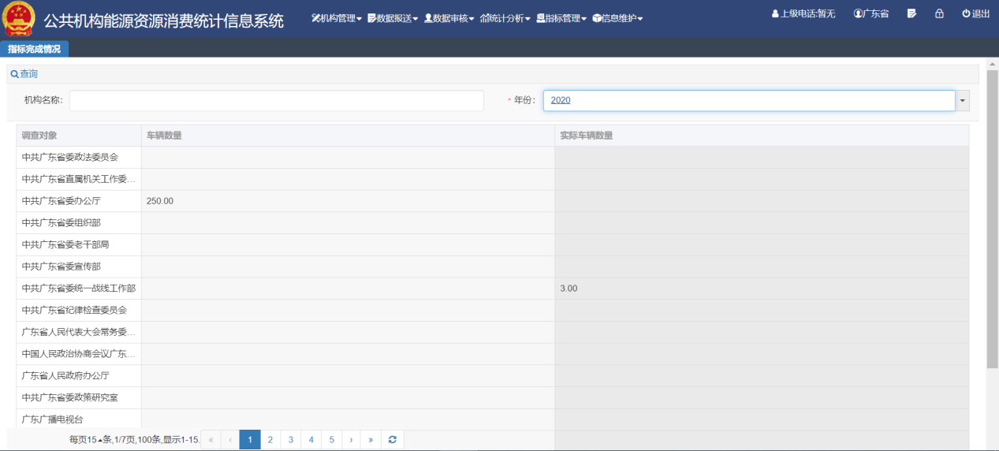 公共机构能源资源消费统计信息系统 机构管理 数据报送 数据审核 统计分析 指标管理 信息维护 上级电话:暂无 广东省 退出
指标完成情况
查询
机构名称: * 年份: 2020
调查对象 车辆数量 实际车辆数量
中共广东省委政法委员会
中共广东省直属机关工作委...
中共广东省委办公厅 250.00
中共广东省委组织部
中共广东省委老干部局
中共广东省委宣传部
中共广东省委统一战线工作部 3.00
中共广东省纪律检查委员会
广东省人民代表大会常务委...
中国人民政治协商会议广东...
广东省人民政府办公厅
中共广东省委政策研究室
广东广播电视台
每页15条,1/7页,100条,显示1-15. « ‹ 1 2 3 4 5 › »